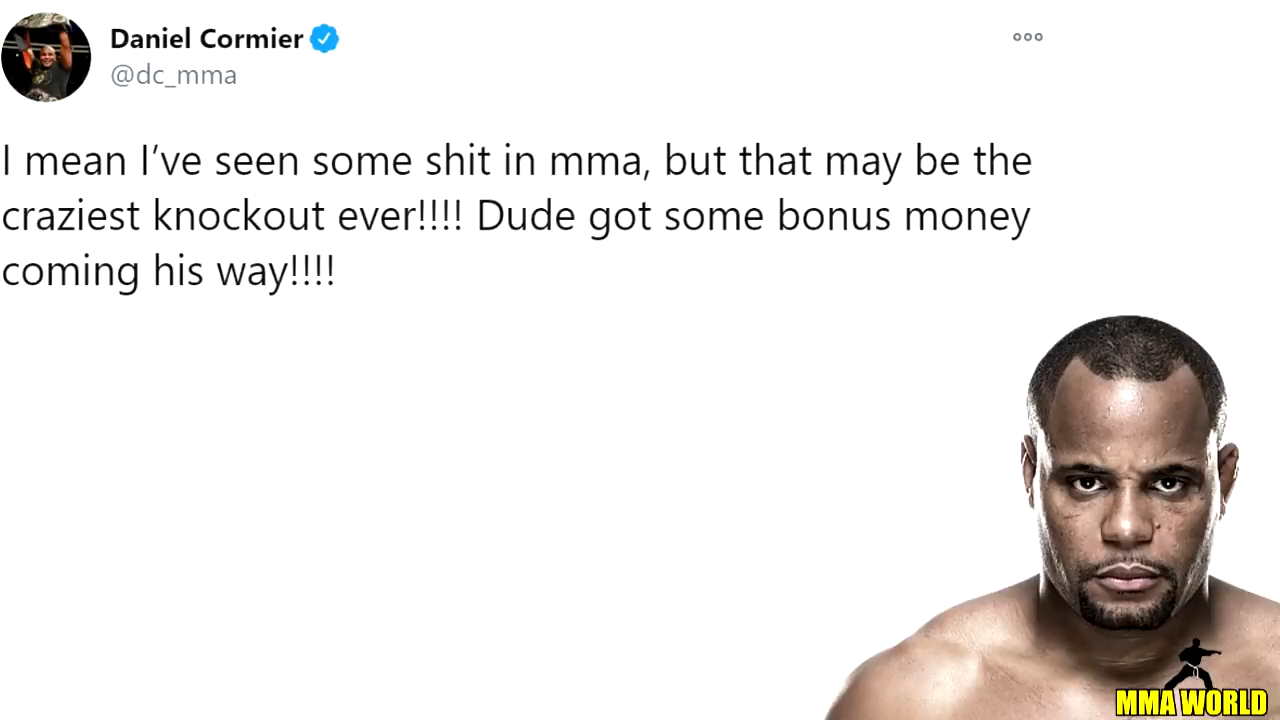 Daniel Cormier
@dc_mma
I mean I’ve seen some shit in mma, but that may be the
craziest knockout ever!!!! Dude got some bonus money
coming his way!!!!
MMA WORLD